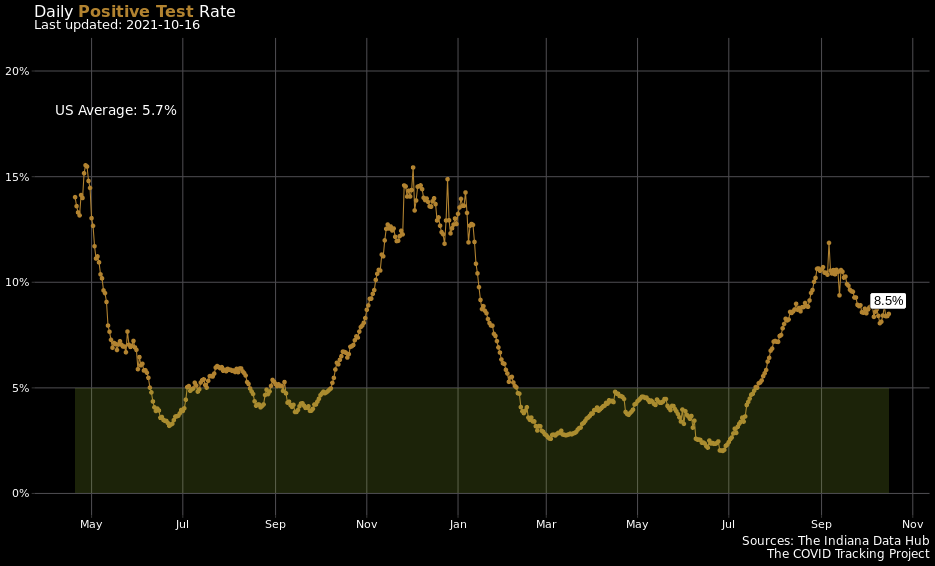 Daily Positive Test Rate
Last updated: 2021-10-16
20%
US Average: 5.7%
15%
10%
8.5%
5%
0%
May Jul Sep Nov Jan Mar May Jul Sep Nov
Sources: The Indiana Data Hub
The COVID Tracking Project